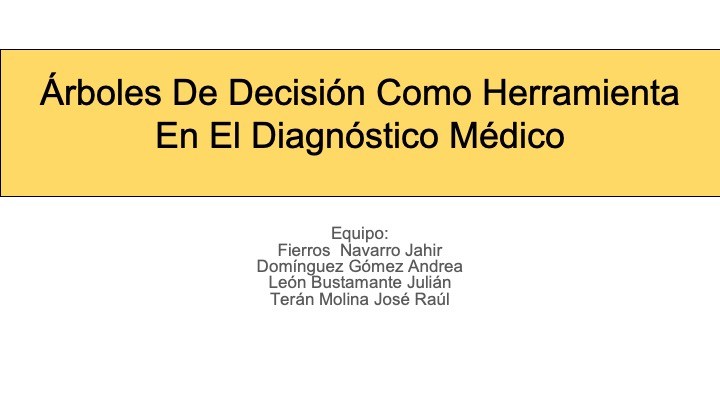 Árboles De Decisión Como Herramienta
En El Diagnóstico Médico
Equipo:
Fierros  Navarro Jahir
Domínguez Gómez Andrea
León Bustamante Julián
Terán Molina José Raúl